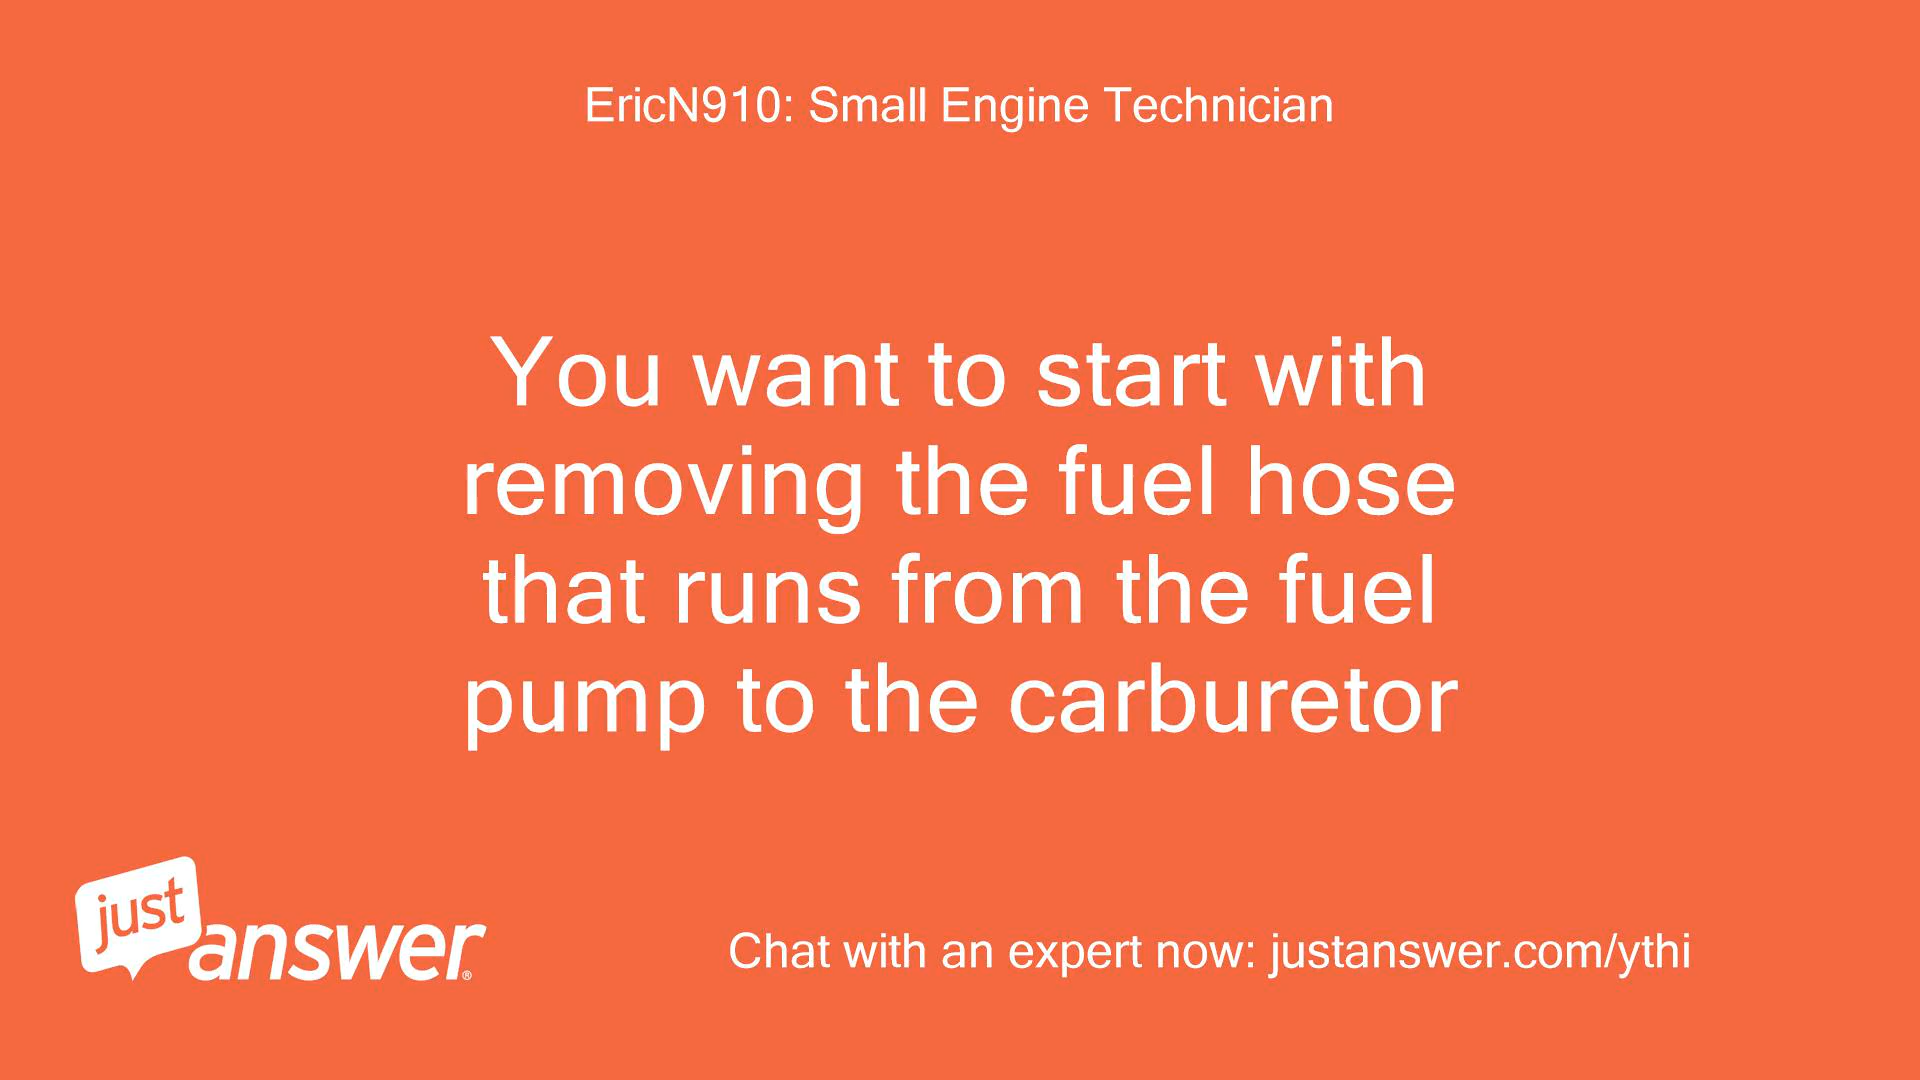 EricN910: Small Engine Technician
You want to start with
removing the fuel hose
that runs from the fuel
pump to the carburetor
just
answer®
Chat with an expert now: justanswer.com/ythi